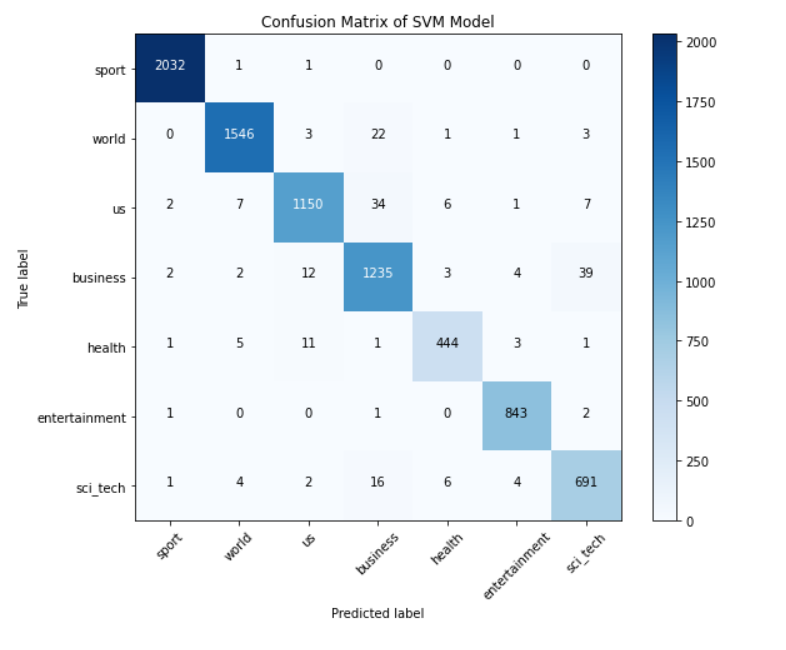 Confusion Matrix of SVM Model
sport 2032 1 1 0 0 0 0
world 0 1546 3 22 1 1 3
us 2 7 1150 34 6 1 7
business 2 2 12 1235 3 4 39
health 1 5 11 1 444 3 1
entertainment 1 0 0 1 0 843 2
sci_tech 1 4 2 16 6 4 691
sport world us business health entertainment sci_tech
Predicted label
True label
2000
1750
1500
1250
1000
750
500
250
0